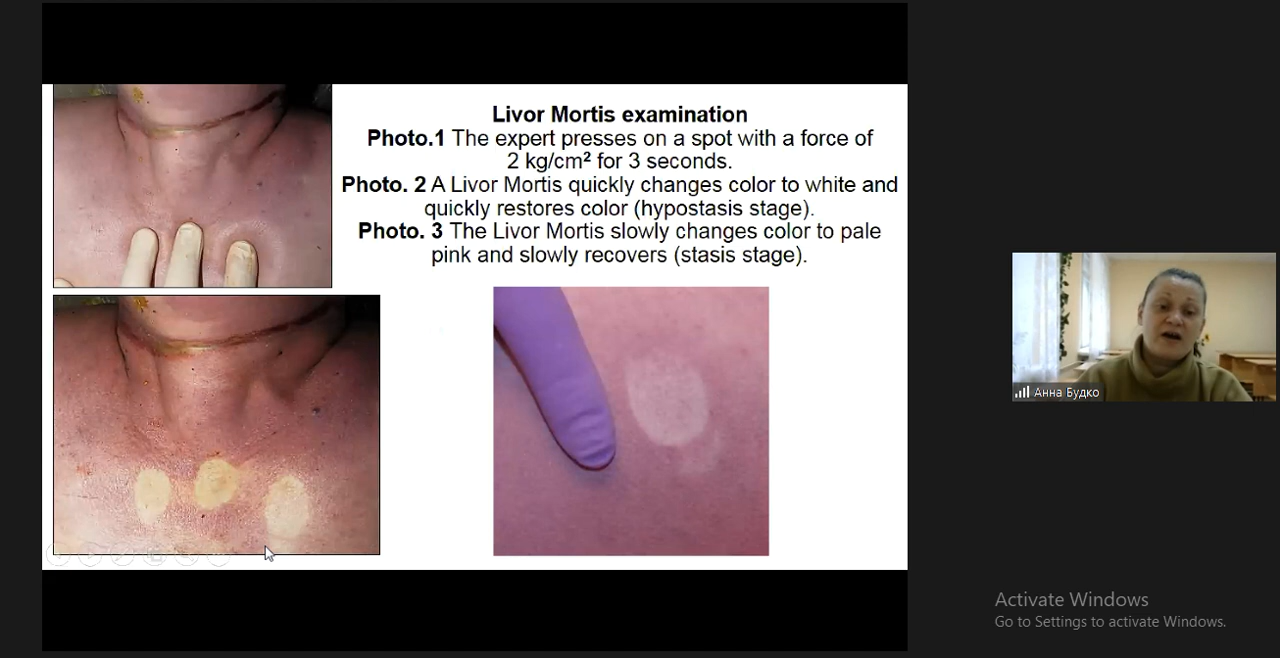 Livor Mortis examination
Photo.1 The expert presses on a spot with a force of
2 kg/cm² for 3 seconds.
Photo. 2 A Livor Mortis quickly changes color to white and
quickly restores color (hypostasis stage).
Photo. 3 The Livor Mortis slowly changes color to pale
pink and slowly recovers (stasis stage).
Анна Будко
Activate Windows
Go to Settings to activate Windows.